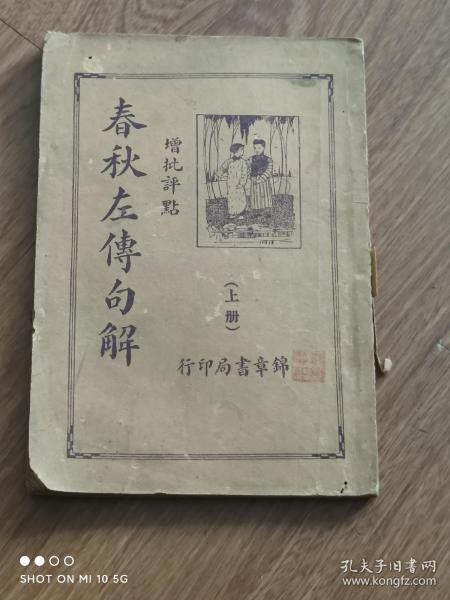 增批評點
春秋左傳句解
（上册）
錦章書局印行
SHOT ON MI 10 5G
孔夫子旧书网
www.kongfz.com